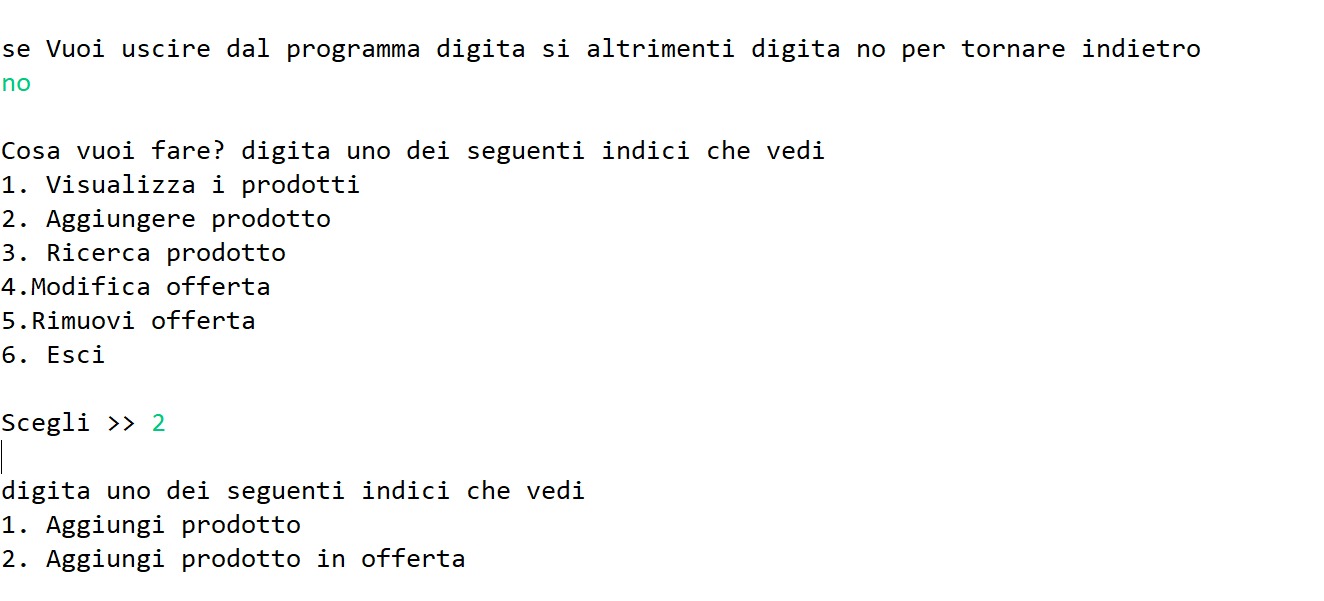 se Vuoi uscire dal programma digita si altrimenti digita no per tornare indietro
no
Cosa vuoi fare? digita uno dei seguenti indici che vedi
1. Visualizza i prodotti
2. Aggiungere prodotto
3. Ricerca prodotto
4.Modifica offerta
5.Rimuovi offerta
6. Esci
Scegli >> 2
digita uno dei seguenti indici che vedi
1. Aggiungi prodotto
2. Aggiungi prodotto in offerta